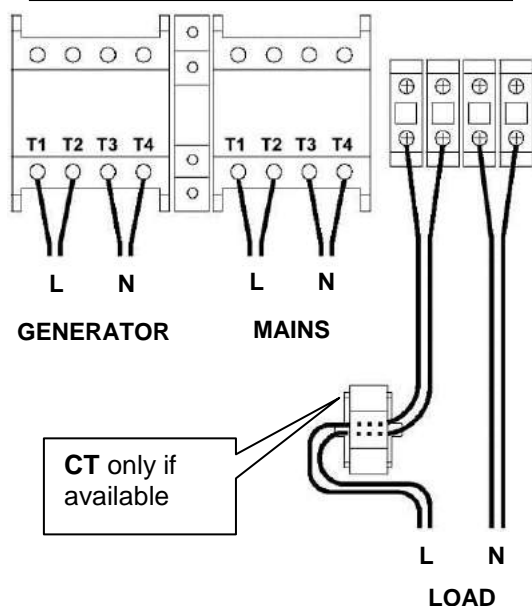 T1 T2 T3 T4
T1 T2 T3 T4
L N
L N
GENERATOR
MAINS
CT only if
available
L N
LOAD